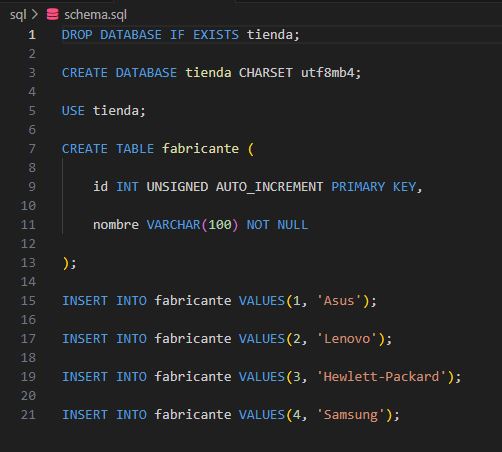 sql > schema.sql
1 DROP DATABASE IF EXISTS tienda;
2
3 CREATE DATABASE tienda CHARSET utf8mb4;
4
5 USE tienda;
6
7 CREATE TABLE fabricante (
8
9     id INT UNSIGNED AUTO_INCREMENT PRIMARY KEY,
10
11     nombre VARCHAR(100) NOT NULL
12
13 );
14
15 INSERT INTO fabricante VALUES(1, 'Asus');
16
17 INSERT INTO fabricante VALUES(2, 'Lenovo');
18
19 INSERT INTO fabricante VALUES(3, 'Hewlett-Packard');
20
21 INSERT INTO fabricante VALUES(4, 'Samsung');